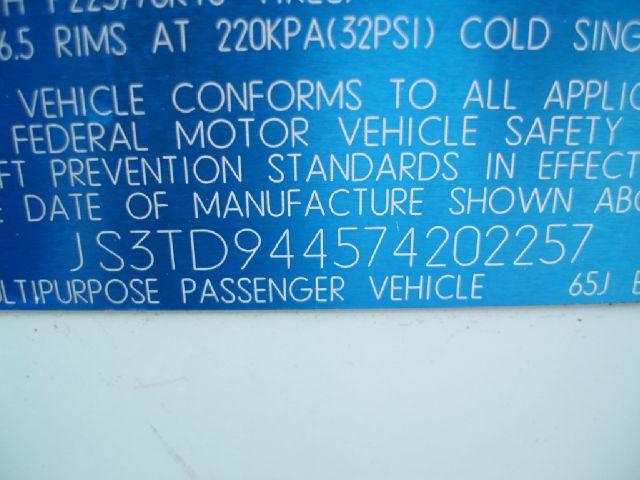 6.5 RIMS AT 220KPA(32PSI) COLD SING
VEHICLE CONFORMS TO ALL APPLIC
FEDERAL MOTOR VEHICLE SAFETY
FT PREVENTION STANDARDS IN EFFECT
E DATE OF MANUFACTURE SHOWN ABO
JS3TD944574202257
ULTIPURPOSE PASSENGER VEHICLE 65J